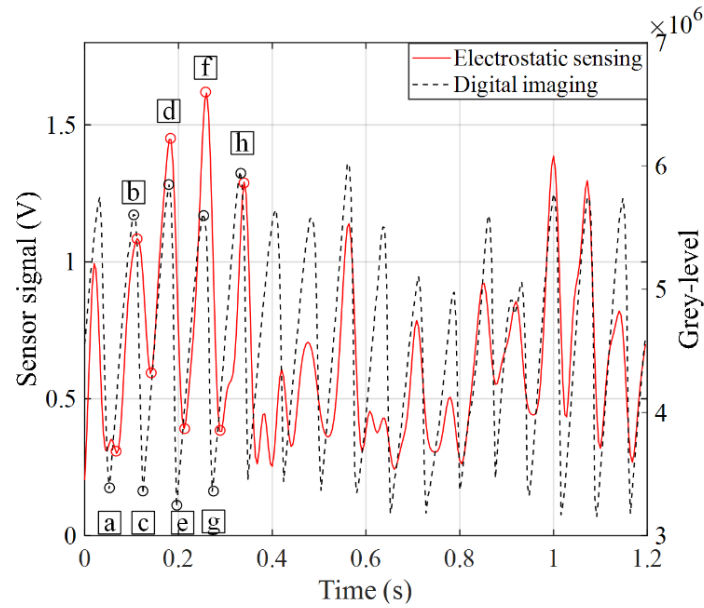 ×10⁶
7
6
5
4
3
Grey-level
Electrostatic sensing
Digital imaging
f
d
h
b
a
c
e
g
1.5
1
0.5
0
Sensor signal (V)
0
0.2
0.4
0.6
0.8
1
1.2
Time (s)